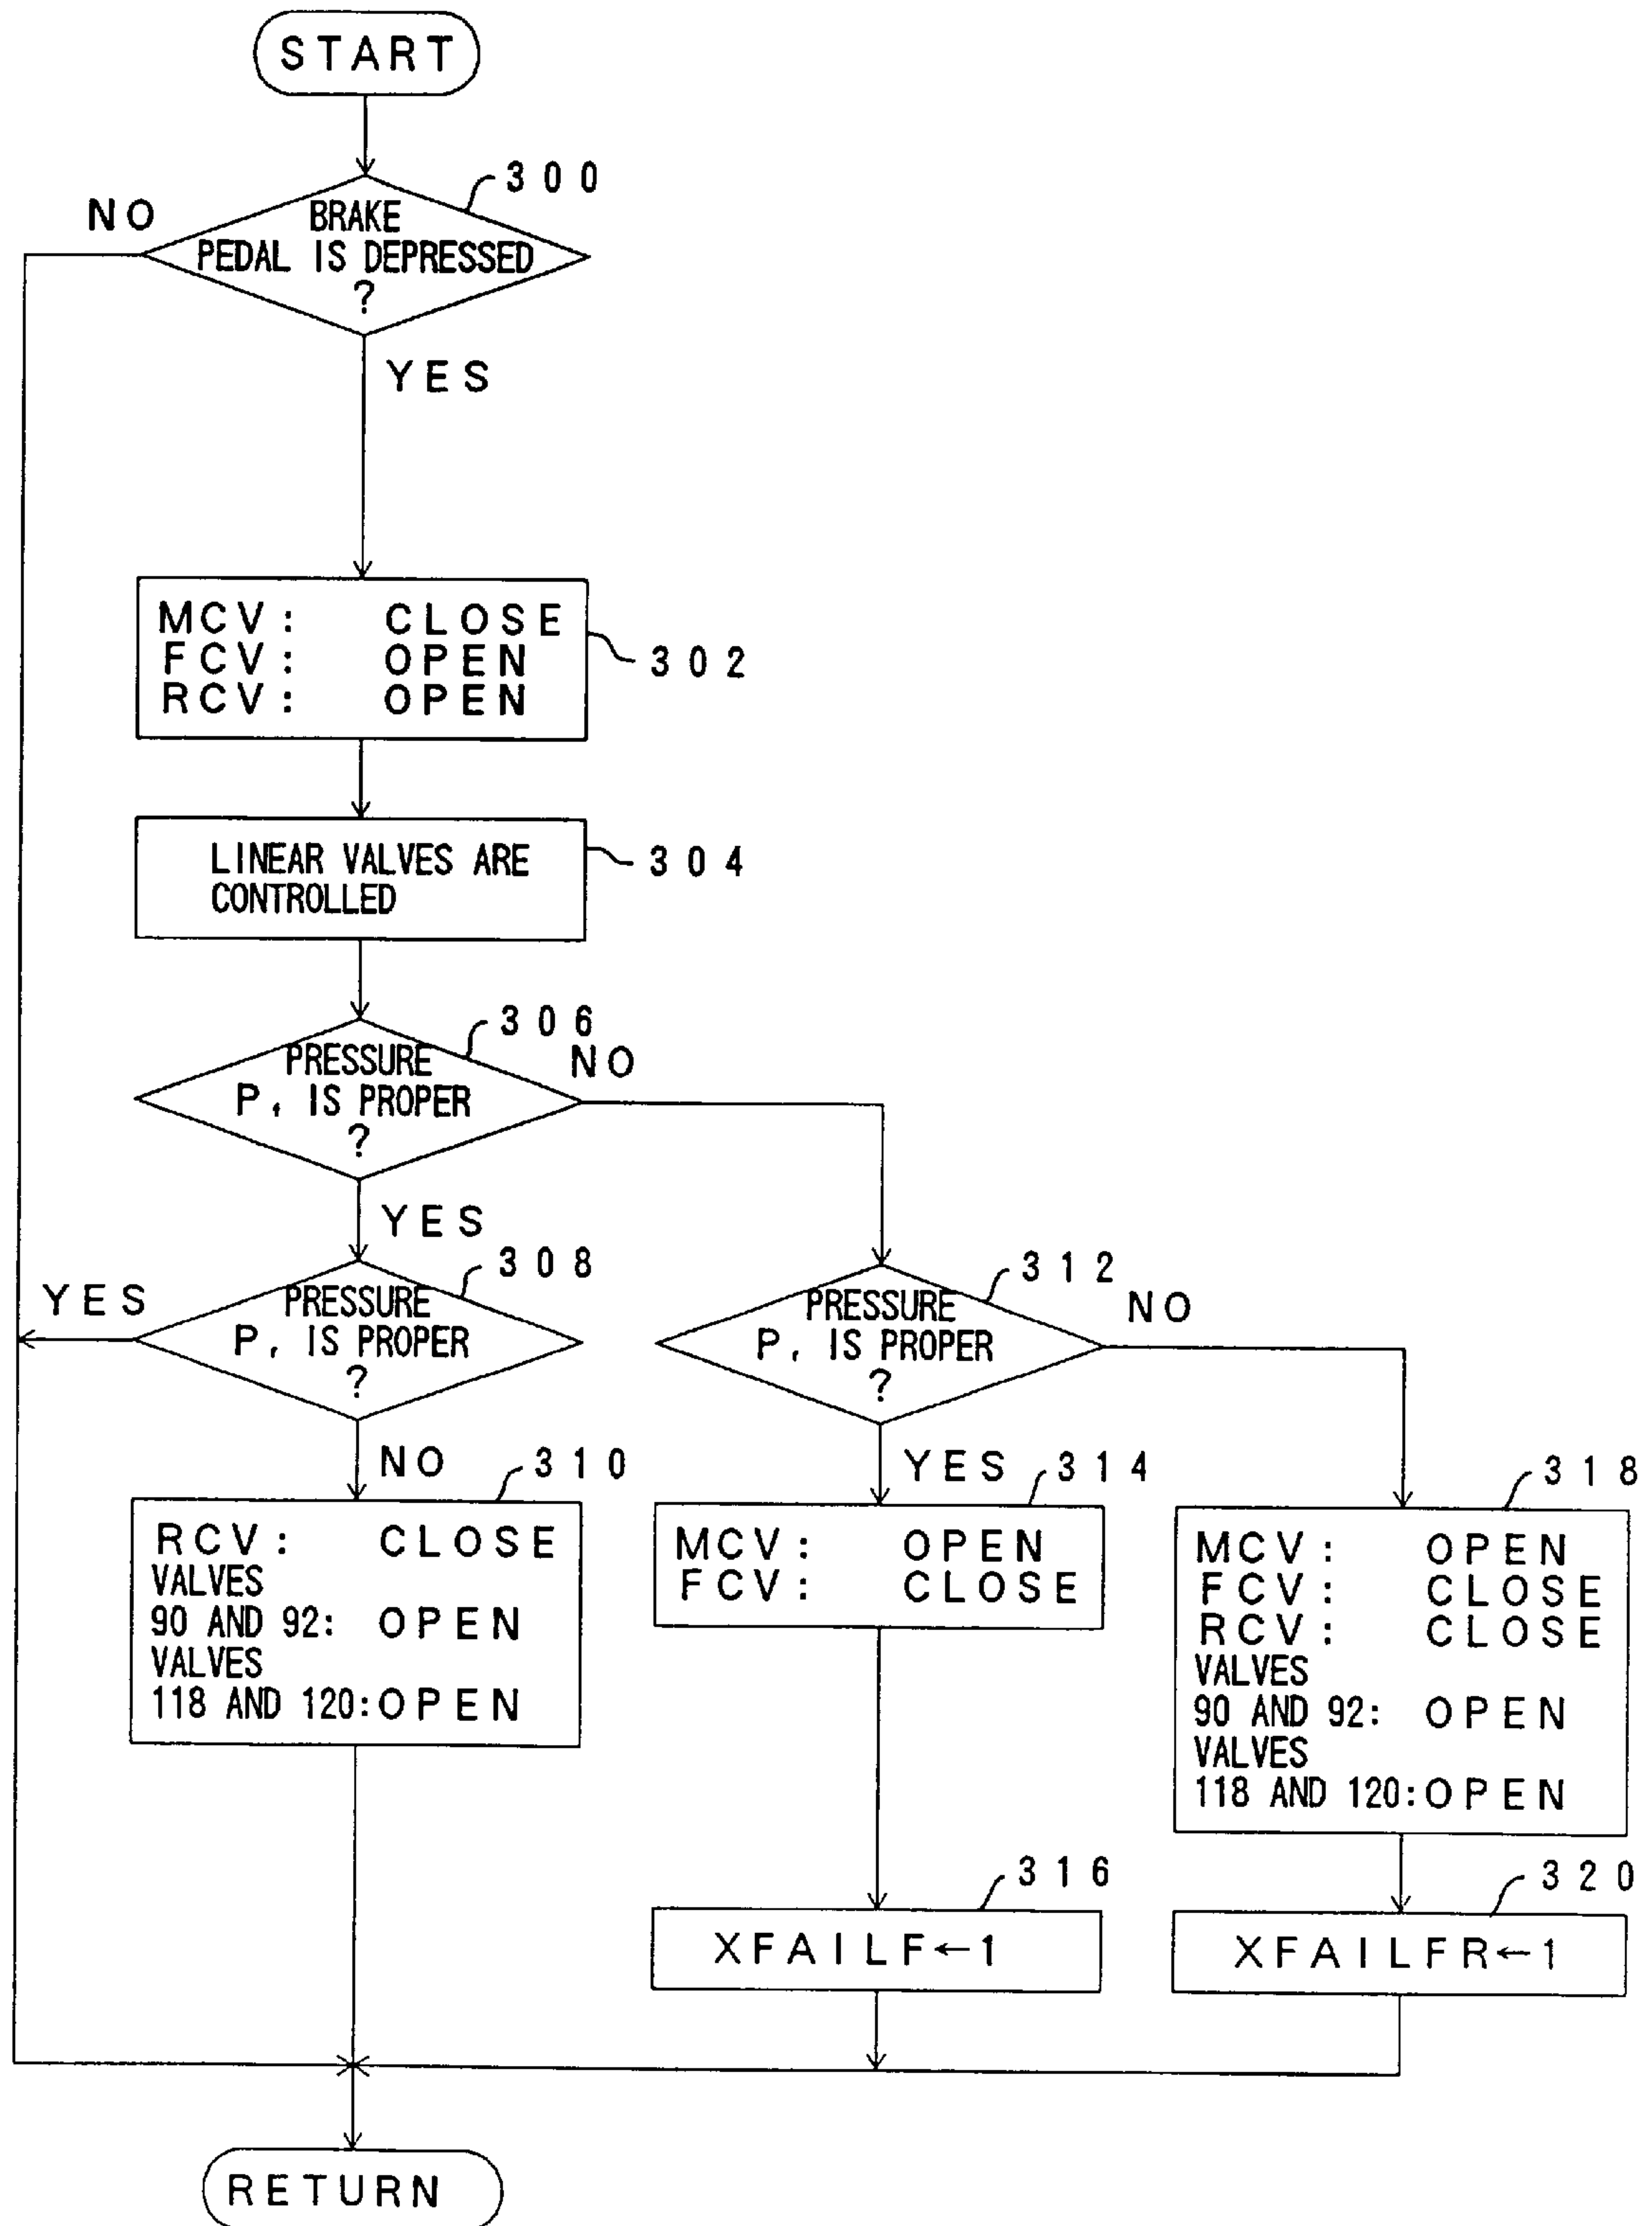 START
300
NO
BRAKE
PEDAL IS DEPRESSED
?
YES
MCV: CLOSE
FCV: OPEN
RCV: OPEN
302
LINEAR VALVES ARE
CONTROLLED
304
306
PRESSURE
P, IS PROPER
?
NO
YES
308
YES
PRESSURE
P, IS PROPER
?
312
PRESSURE
P, IS PROPER
?
NO
NO
310
RCV: CLOSE
VALVES
90 AND 92: OPEN
VALVES
118 AND 120: OPEN
YES
314
MCV: OPEN
FCV: CLOSE
318
MCV: OPEN
FCV: CLOSE
RCV: CLOSE
VALVES
90 AND 92: OPEN
VALVES
118 AND 120: OPEN
316
XFAILF←1
320
XFAILFR←1
RETURN